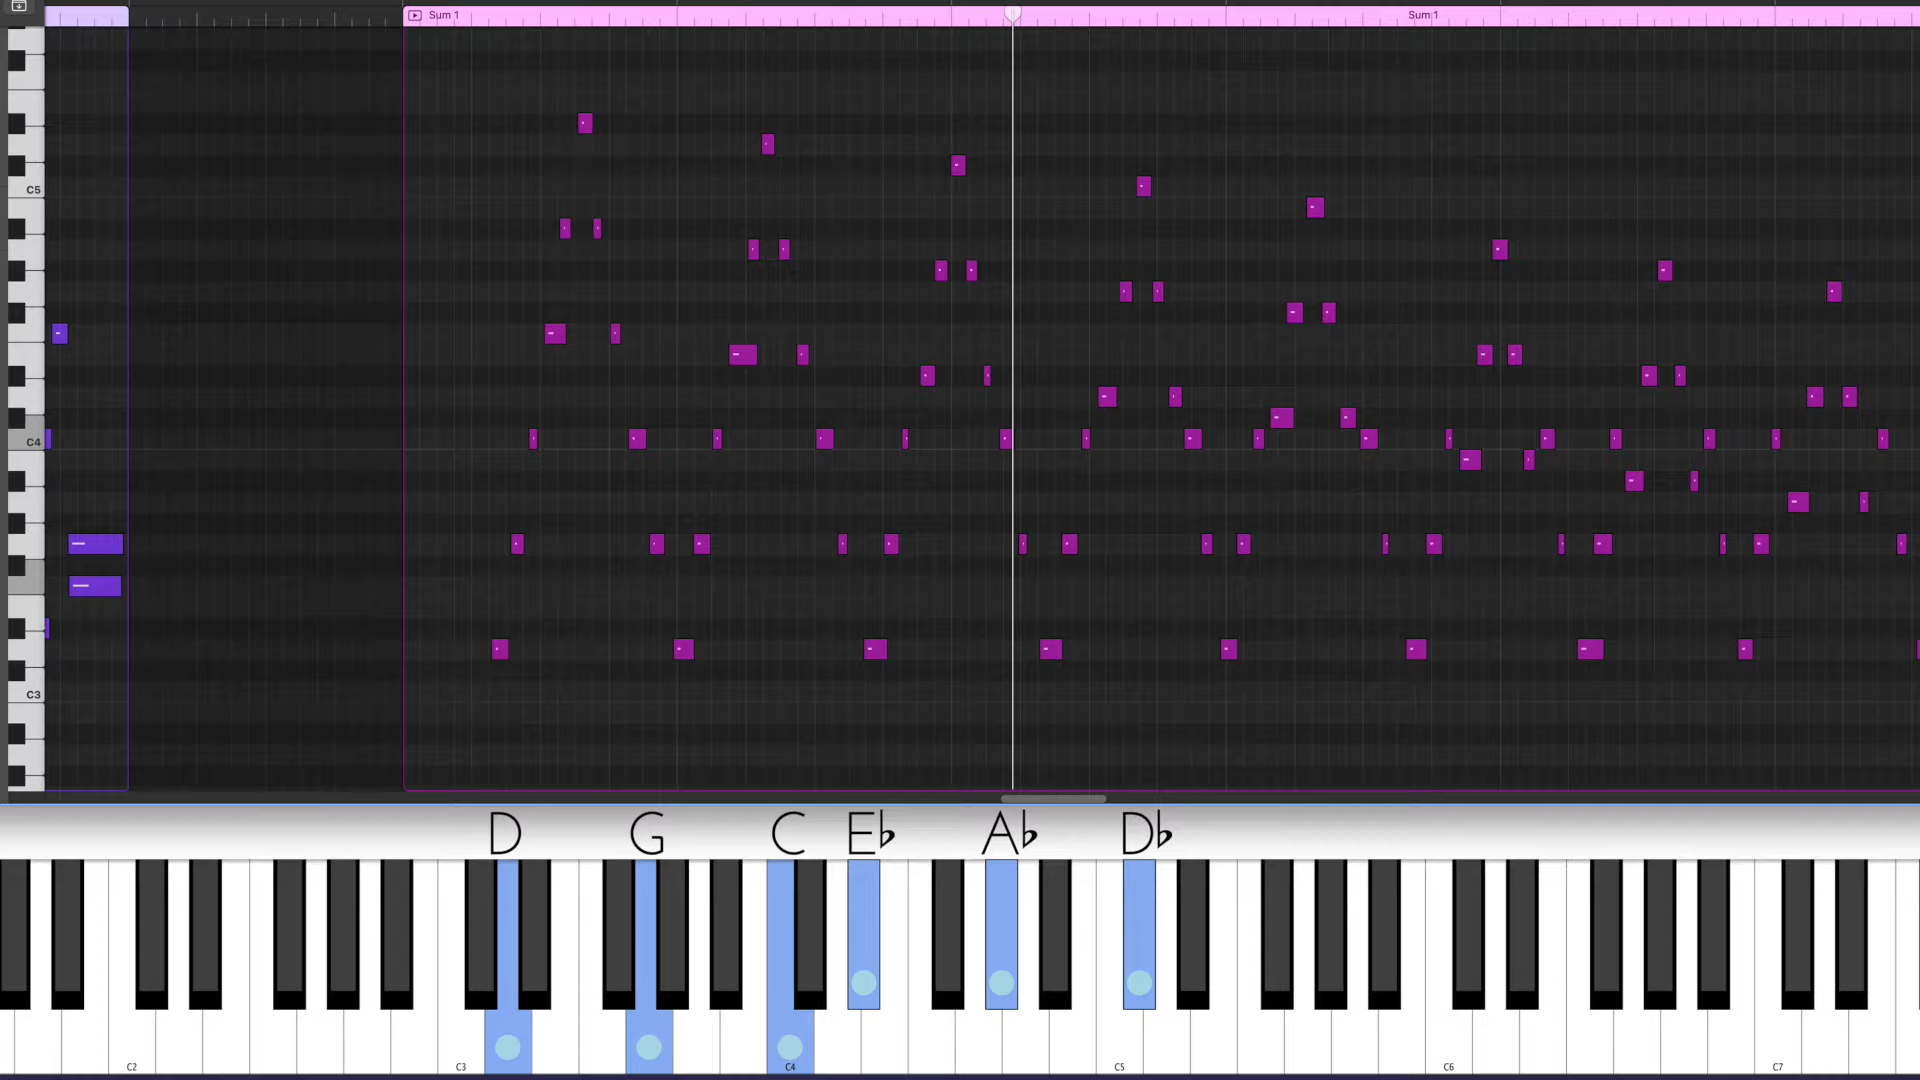 Sum 1
Sum 1
C5
C4
C3
D G C E♭ A♭ D♭
C2 C3 C4 C5 C6 C7